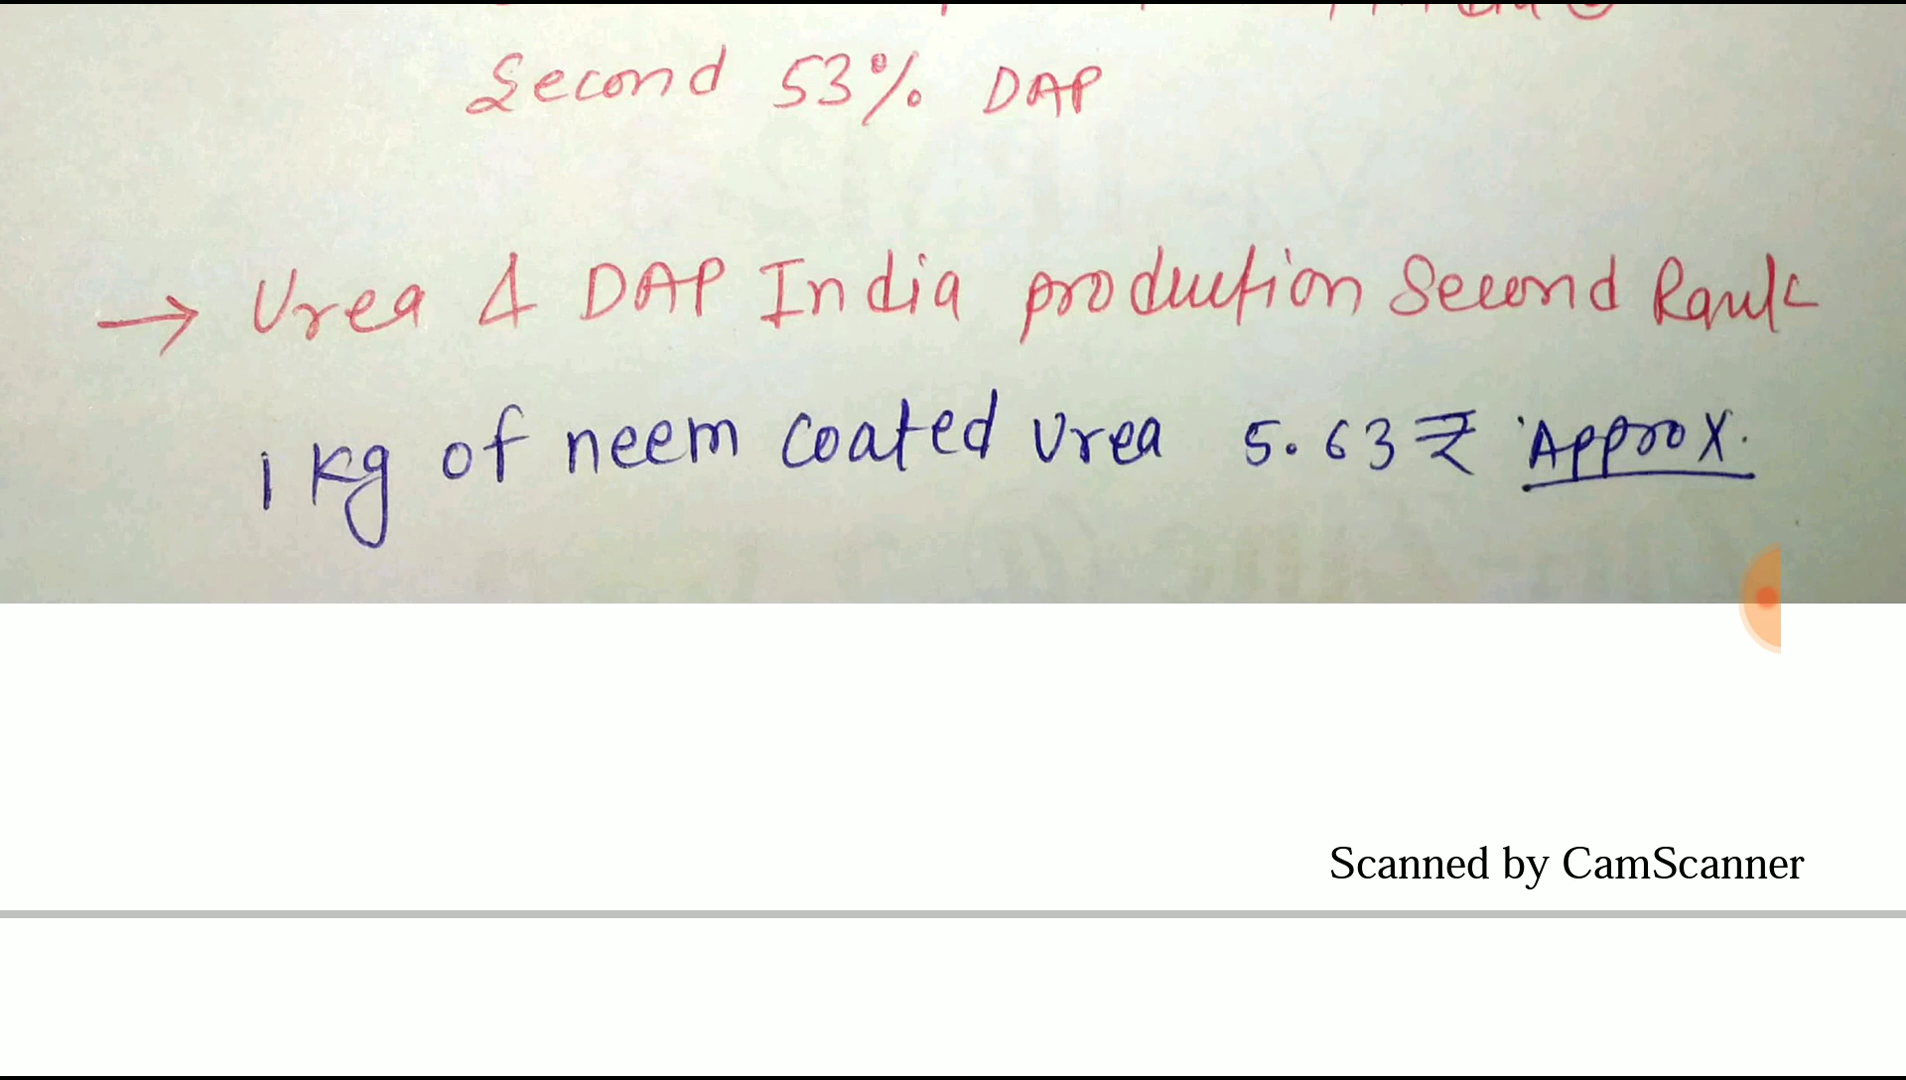 Second 53% DAP
→ Urea & DAP India production Second Rank
1 kg of neem coated Urea 5.63 ₹ Approx.
Scanned by CamScanner